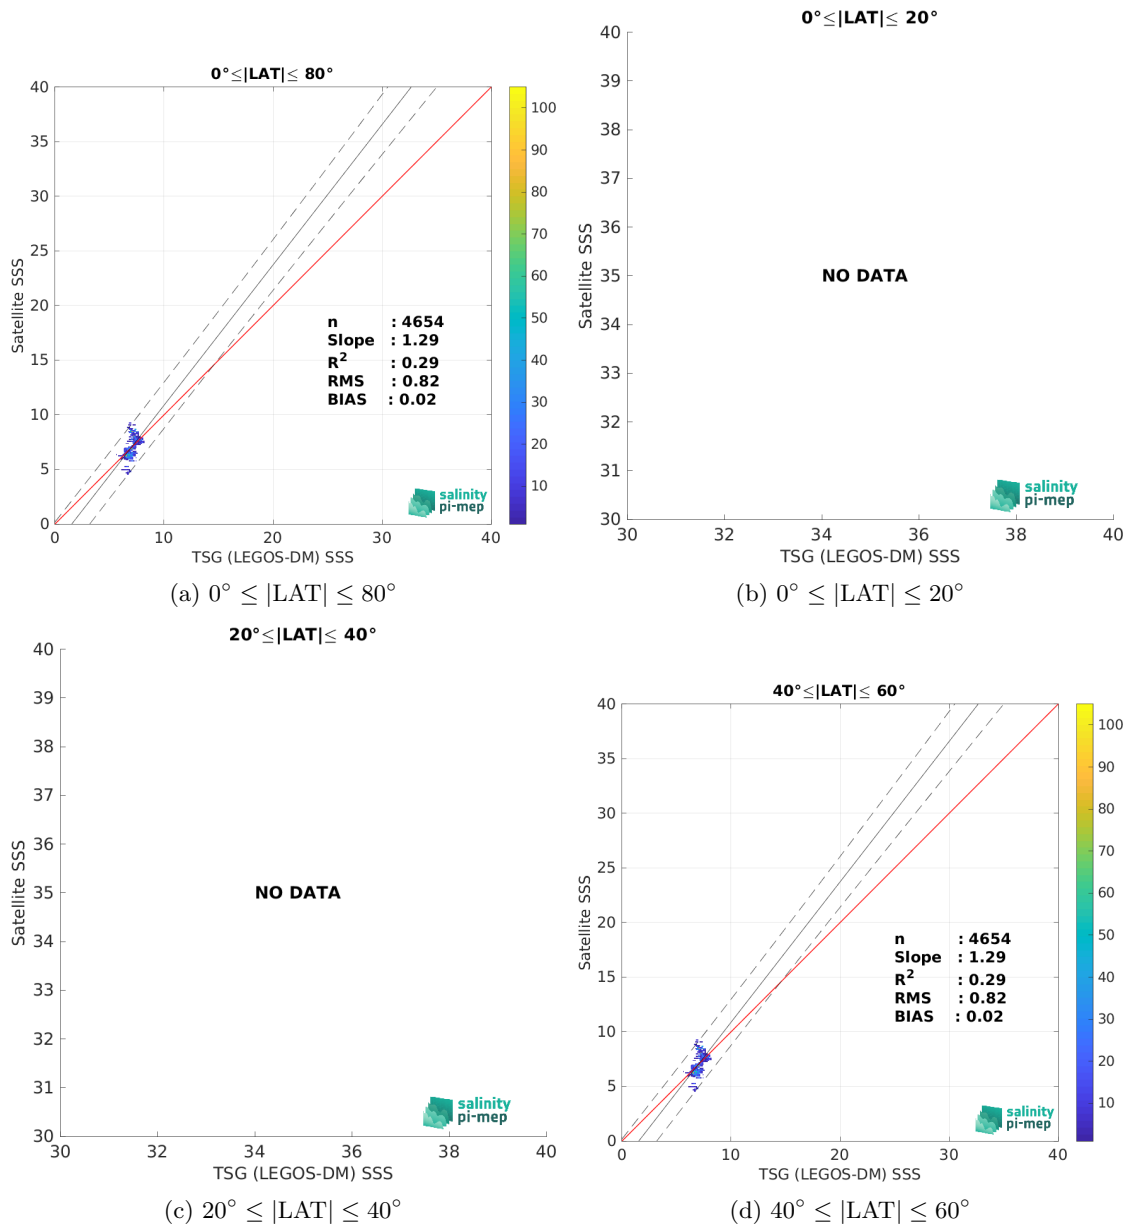 0°≤|LAT|≤ 80°
40
35
30
25
20
15
10
5
0
0
10
20
30
40
Satellite SSS
TSG (LEGOS-DM) SSS
n : 4654
Slope : 1.29
R² : 0.29
RMS : 0.82
BIAS : 0.02
salinity
pi-mep
100
90
80
70
60
50
40
30
20
10
(a) 0° ≤ |LAT| ≤ 80°
0°≤|LAT|≤ 20°
40
39
38
37
36
35
34
33
32
31
30
30
32
34
36
38
40
Satellite SSS
TSG (LEGOS-DM) SSS
NO DATA
salinity
pi-mep
(b) 0° ≤ |LAT| ≤ 20°
20°≤|LAT|≤ 40°
40
39
38
37
36
35
34
33
32
31
30
30
32
34
36
38
40
Satellite SSS
TSG (LEGOS-DM) SSS
NO DATA
salinity
pi-mep
(c) 20° ≤ |LAT| ≤ 40°
40°≤|LAT|≤ 60°
40
35
30
25
20
15
10
5
0
0
10
20
30
40
Satellite SSS
TSG (LEGOS-DM) SSS
n : 4654
Slope : 1.29
R² : 0.29
RMS : 0.82
BIAS : 0.02
salinity
pi-mep
100
90
80
70
60
50
40
30
20
10
(d) 40° ≤ |LAT| ≤ 60°